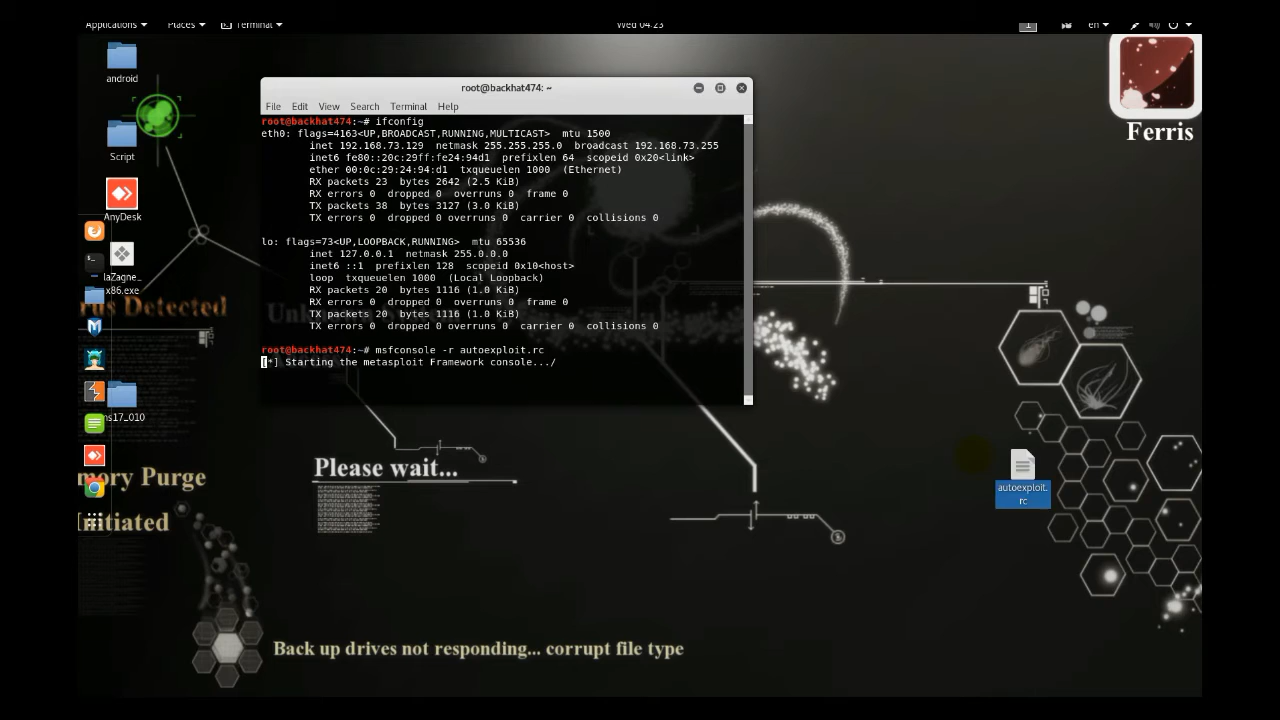 Applications
Places
Terminal
Wed 04:23
1
en
android
Script
AnyDesk
laZagne_
x86.exe
ms17_010
root@backhat474: ~
File Edit View Search Terminal Help
root@backhat474:~# ifconfig
eth0: flags=4163<UP,BROADCAST,RUNNING,MULTICAST>  mtu 1500
inet 192.168.73.129  netmask 255.255.255.0  broadcast 192.168.73.255
inet6 fe80::20c:29ff:fe24:94d1  prefixlen 64  scopeid 0x20<link>
ether 00:0c:29:24:94:d1  txqueuelen 1000  (Ethernet)
RX packets 23  bytes 2642 (2.5 KiB)
RX errors 0  dropped 0  overruns 0  frame 0
TX packets 38  bytes 3127 (3.0 KiB)
TX errors 0  dropped 0 overruns 0  carrier 0  collisions 0
lo: flags=73<UP,LOOPBACK,RUNNING>  mtu 65536
inet 127.0.0.1  netmask 255.0.0.0
inet6 ::1  prefixlen 128  scopeid 0x10<host>
loop  txqueuelen 1000  (Local Loopback)
RX packets 20  bytes 1116 (1.0 KiB)
RX errors 0  dropped 0  overruns 0  frame 0
TX packets 20  bytes 1116 (1.0 KiB)
TX errors 0  dropped 0 overruns 0  carrier 0  collisions 0
root@backhat474:~# msfconsole -r autoexploit.rc
[*] Starting the metasploit Framework console.../
Ferris
autoexploit.
rc
Detected
Please wait...
mory Purge
Initiated
Back up drives not responding... corrupt file type